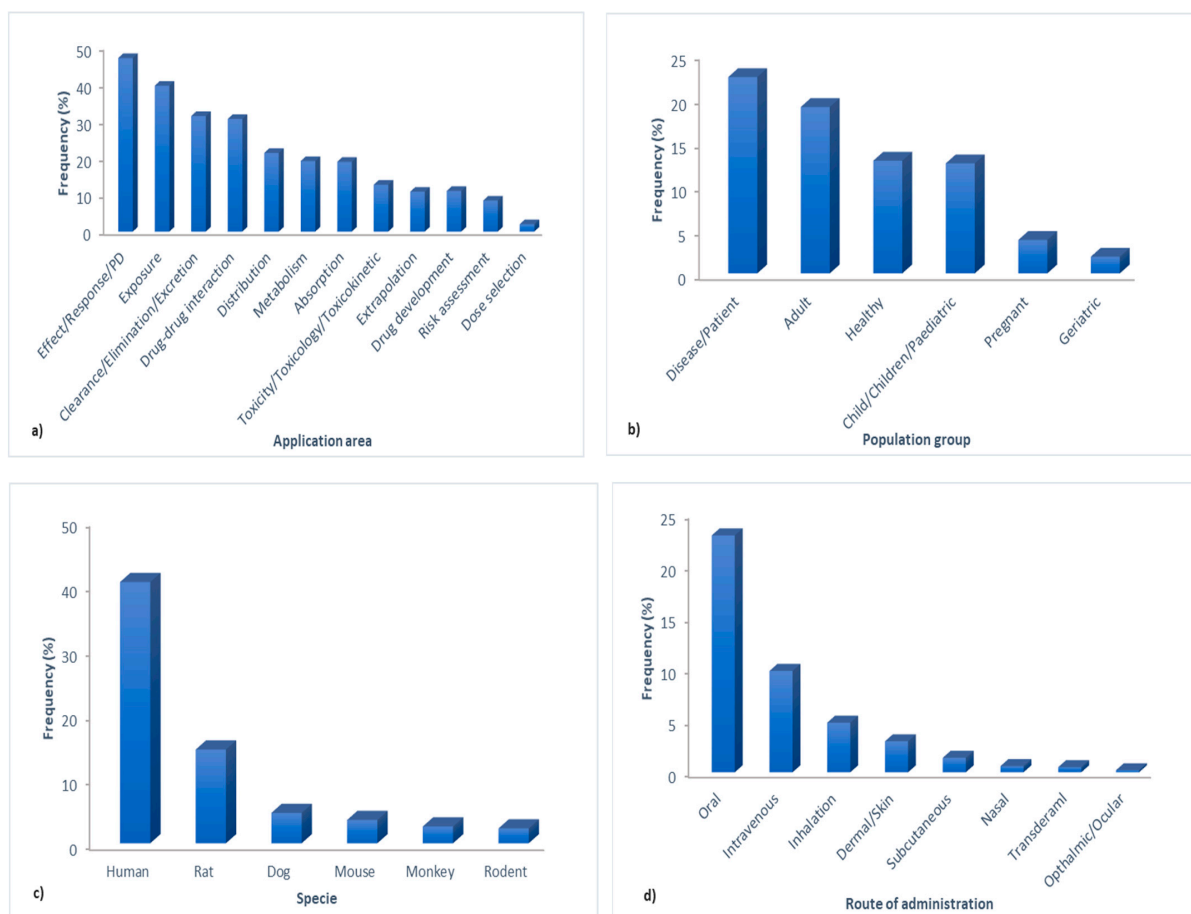 50
40
30
20
10
0
Frequency (%)
Effect/Response/PD
Exposure
Clearance/Elimination/Excretion
Drug-drug interaction
Distribution
Metabolism
Absorption
Toxicity/Toxicology/Toxicokinetic
Extrapolation
Drug development
Risk assessment
Dose selection
a)
Application area
25
20
15
10
5
0
Frequency (%)
Disease/Patient
Adult
Healthy
Child/Children/Paediatric
Pregnant
Geriatric
b)
Population group
50
40
30
20
10
0
Frequency (%)
Human
Rat
Dog
Mouse
Monkey
Rodent
c)
Specie
25
20
15
10
5
0
Frequency (%)
Oral
Intravenous
Inhalation
Dermal/Skin
Subcutaneous
Nasal
Transderaml
Opthalmic/Ocular
d)
Route of administration